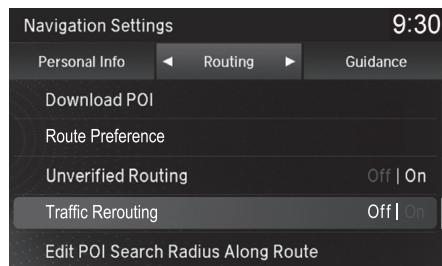 Navigation Settings 9:30
Personal Info ◄ Routing ► Guidance
Download POI
Route Preference
Unverified Routing Off | On
Traffic Rerouting Off | On
Edit POI Search Radius Along Route